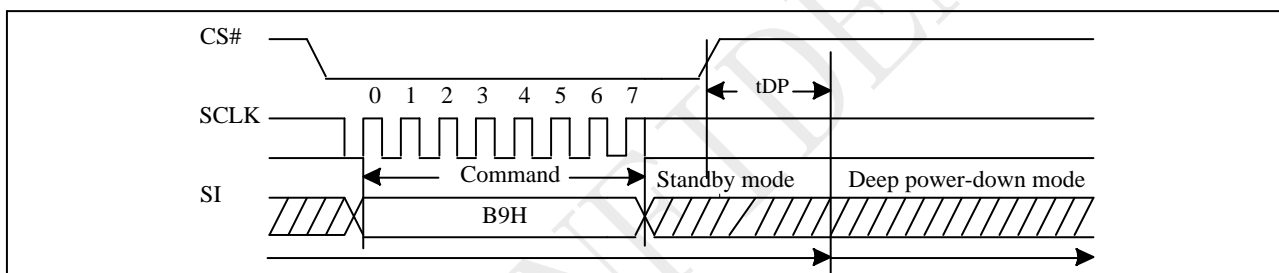 CS#
tDP
0 1 2 3 4 5 6 7
SCLK
Command
Standby mode
Deep power-down mode
SI
B9H